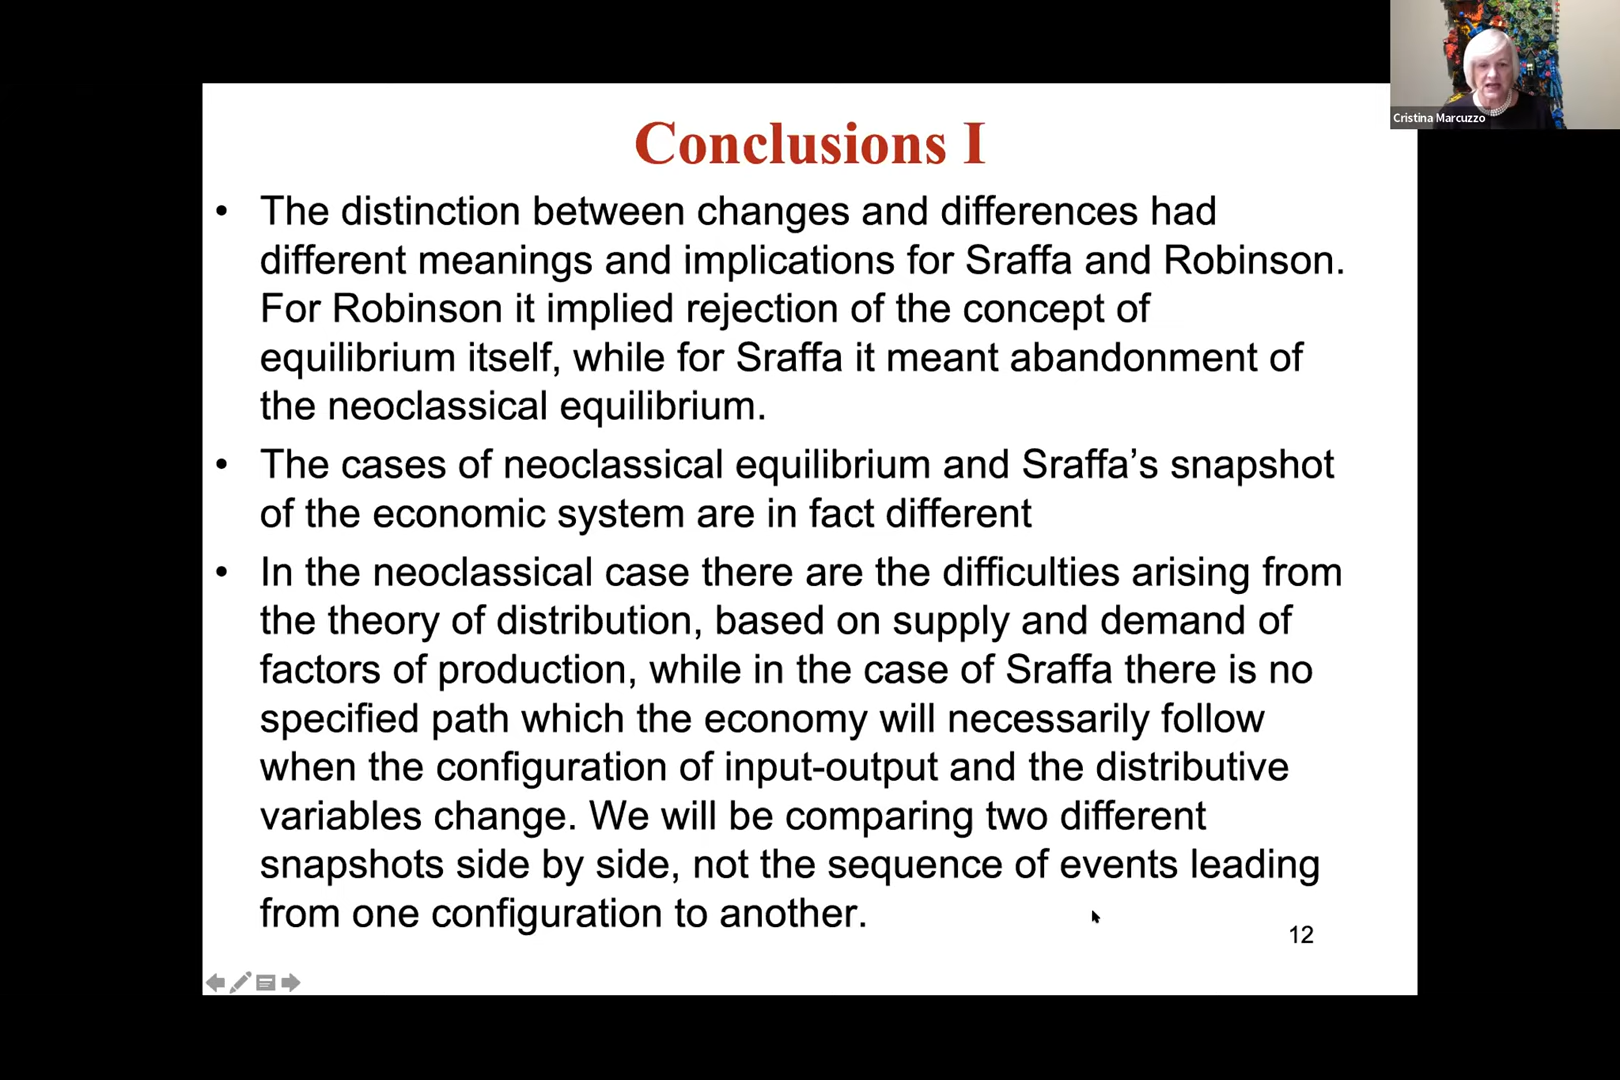 Cristina Marcuzzo
Conclusions I
• The distinction between changes and differences had
different meanings and implications for Sraffa and Robinson.
For Robinson it implied rejection of the concept of
equilibrium itself, while for Sraffa it meant abandonment of
the neoclassical equilibrium.
• The cases of neoclassical equilibrium and Sraffa’s snapshot
of the economic system are in fact different
• In the neoclassical case there are the difficulties arising from
the theory of distribution, based on supply and demand of
factors of production, while in the case of Sraffa there is no
specified path which the economy will necessarily follow
when the configuration of input-output and the distributive
variables change. We will be comparing two different
snapshots side by side, not the sequence of events leading
from one configuration to another.
12